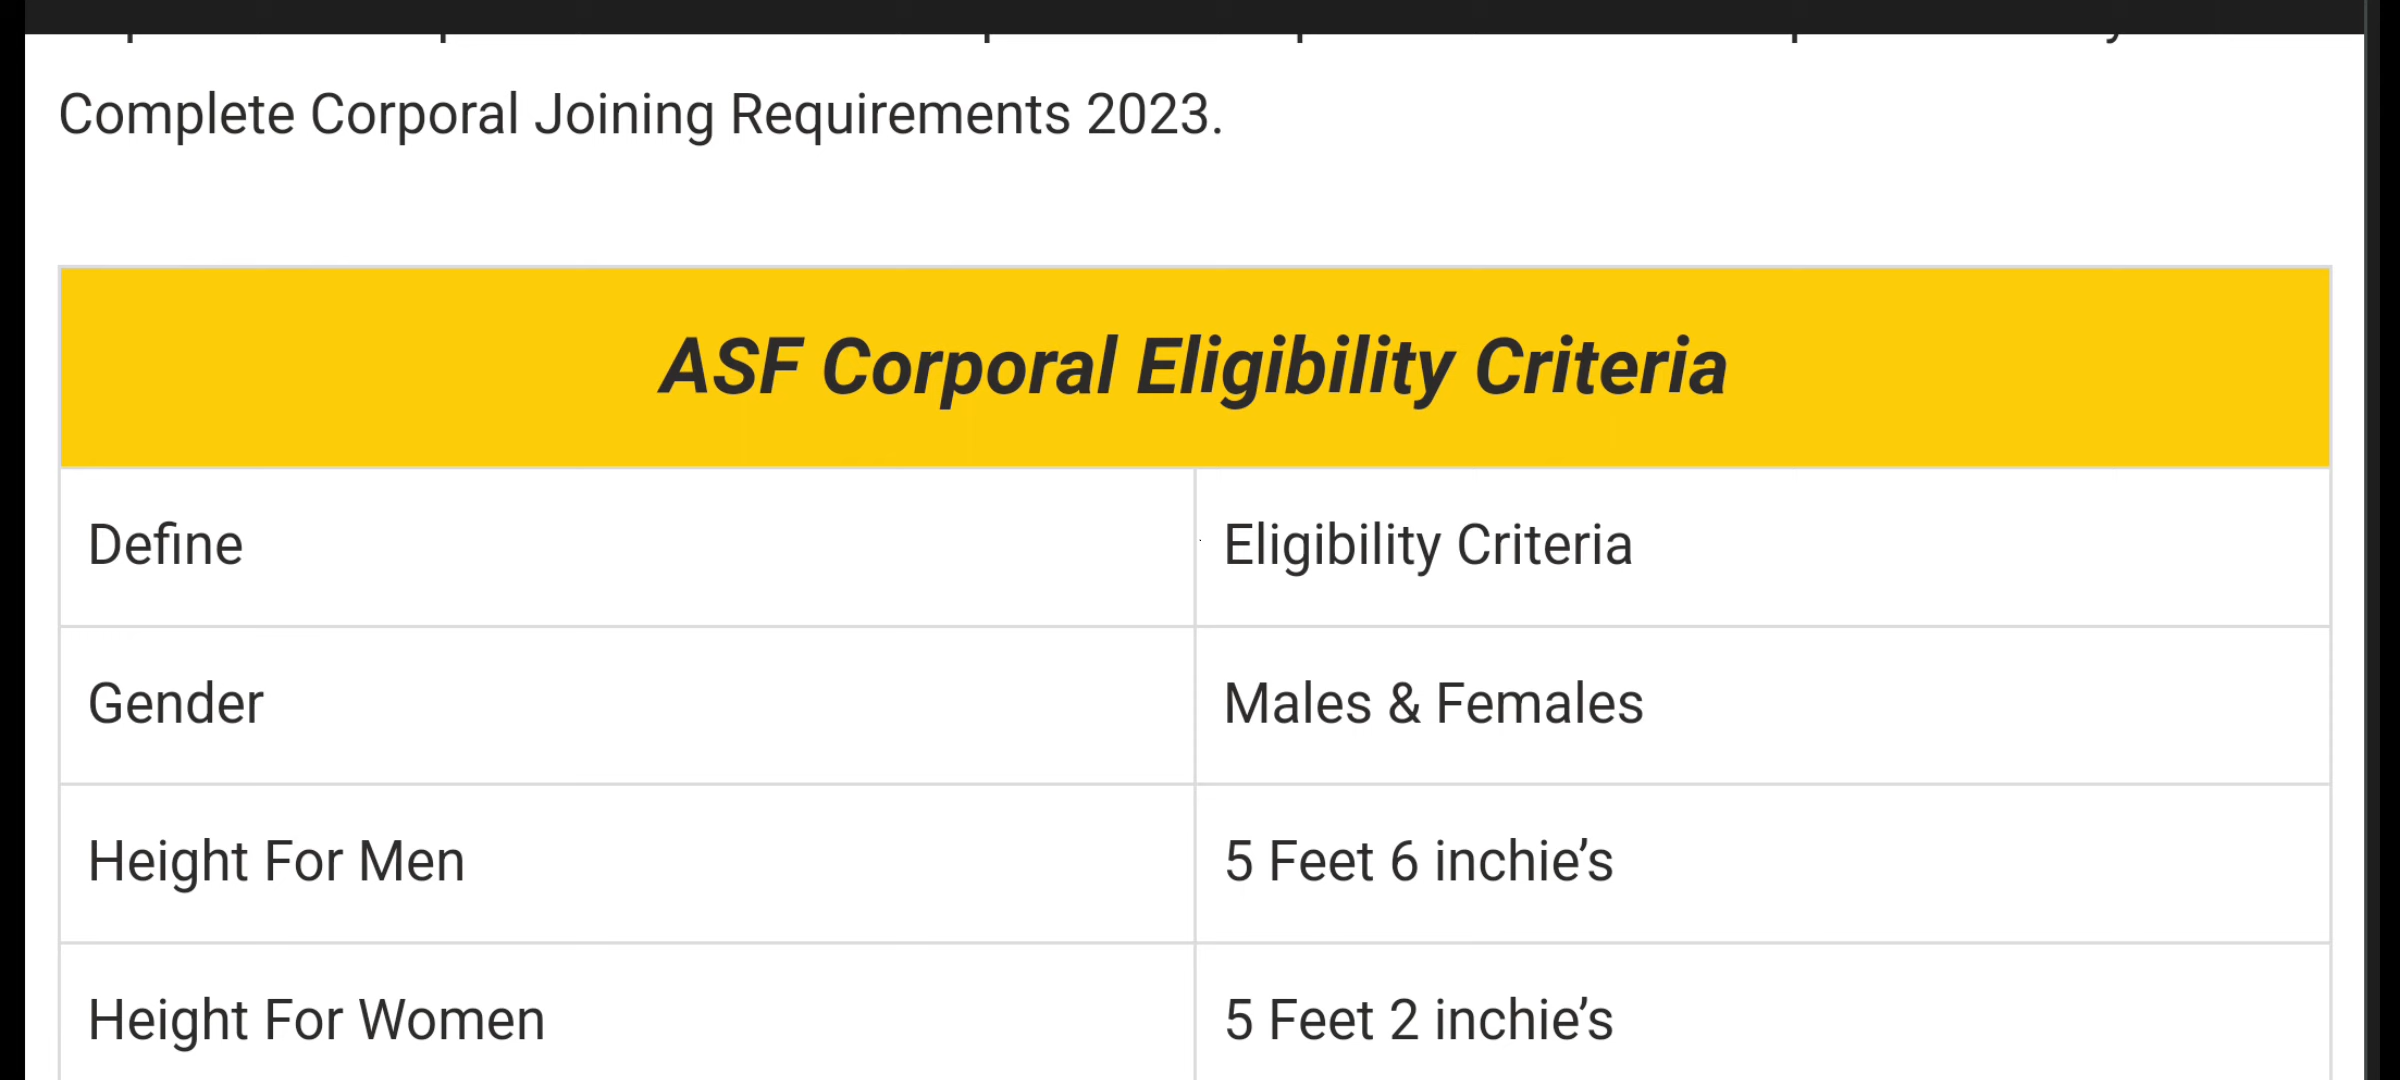 Complete Corporal Joining Requirements 2023.
ASF Corporal Eligibility Criteria
Define
Eligibility Criteria
Gender
Males & Females
Height For Men
5 Feet 6 inchie’s
Height For Women
5 Feet 2 inchie’s